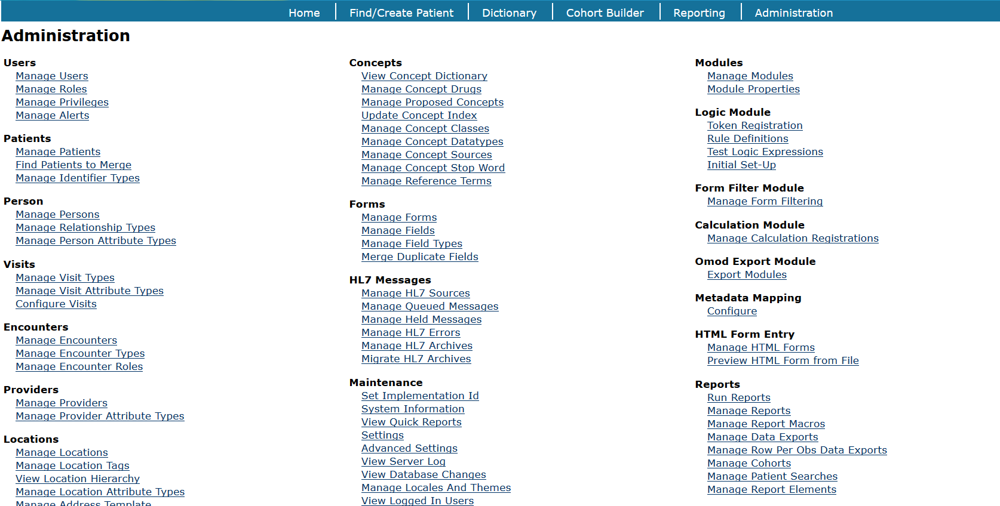 Home
Find/Create Patient
Dictionary
Cohort Builder
Reporting
Administration
Administration
Users
Manage Users
Manage Roles
Manage Privileges
Manage Alerts
Patients
Manage Patients
Find Patients to Merge
Manage Identifier Types
Person
Manage Persons
Manage Relationship Types
Manage Person Attribute Types
Visits
Manage Visit Types
Manage Visit Attribute Types
Configure Visits
Encounters
Manage Encounters
Manage Encounter Types
Manage Encounter Roles
Providers
Manage Providers
Manage Provider Attribute Types
Locations
Manage Locations
Manage Location Tags
View Location Hierarchy
Manage Location Attribute Types
Manage Address Template
Concepts
View Concept Dictionary
Manage Concept Drugs
Manage Proposed Concepts
Update Concept Index
Manage Concept Classes
Manage Concept Datatypes
Manage Concept Sources
Manage Concept Stop Word
Manage Reference Terms
Forms
Manage Forms
Manage Fields
Manage Field Types
Merge Duplicate Fields
HL7 Messages
Manage HL7 Sources
Manage Queued Messages
Manage Held Messages
Manage HL7 Errors
Manage HL7 Archives
Migrate HL7 Archives
Maintenance
Set Implementation Id
System Information
View Quick Reports
Settings
Advanced Settings
View Server Log
View Database Changes
Manage Locales And Themes
View Logged In Users
Modules
Manage Modules
Module Properties
Logic Module
Token Registration
Rule Definitions
Test Logic Expressions
Initial Set-Up
Form Filter Module
Manage Form Filtering
Calculation Module
Manage Calculation Registrations
Omod Export Module
Export Modules
Metadata Mapping
Configure
HTML Form Entry
Manage HTML Forms
Preview HTML Form from File
Reports
Run Reports
Manage Reports
Manage Report Macros
Manage Data Exports
Manage Row Per Obs Data Exports
Manage Cohorts
Manage Patient Searches
Manage Report Elements